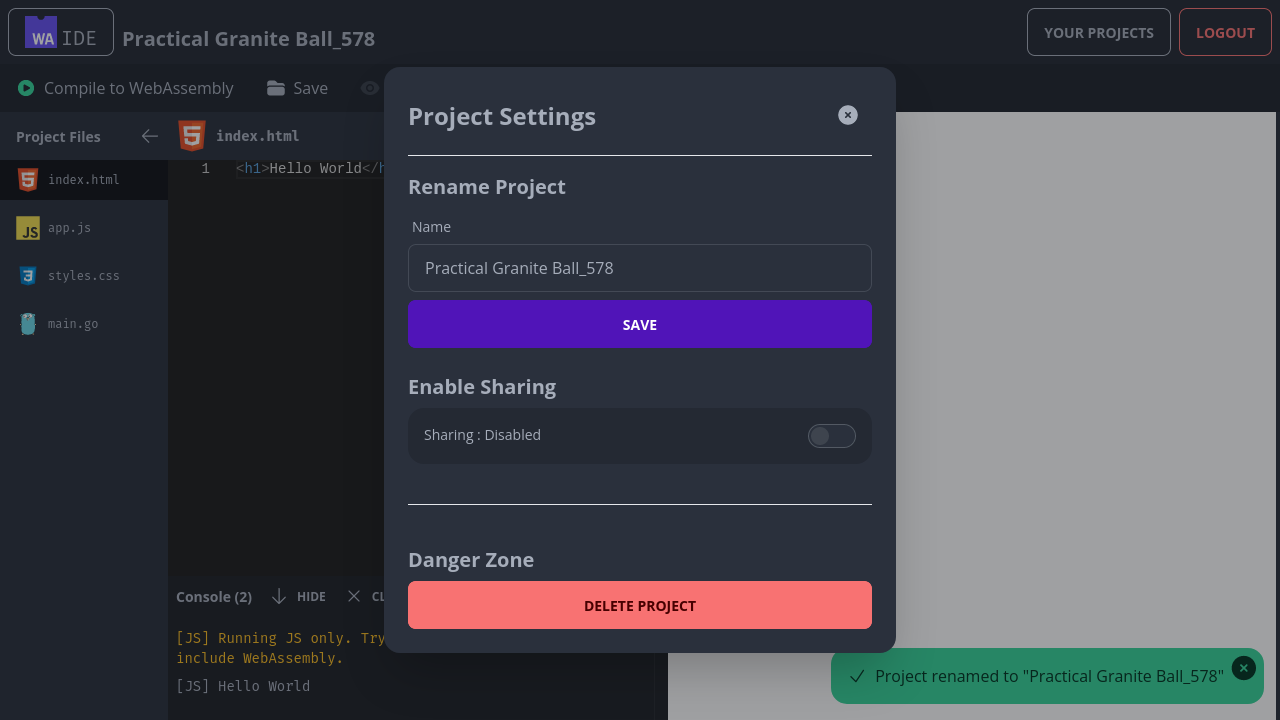 WA IDE
Practical Granite Ball_578
YOUR PROJECTS
LOGOUT
Compile to WebAssembly
Save
Project Files
index.html
index.html
app.js
styles.css
main.go
1
<h1>Hello World</h
Project Settings
Rename Project
Name
Practical Granite Ball_578
SAVE
Enable Sharing
Sharing : Disabled
Danger Zone
DELETE PROJECT
Console (2)
HIDE
CL
[JS] Running JS only. Try
include WebAssembly.
[JS] Hello World
Project renamed to "Practical Granite Ball_578"